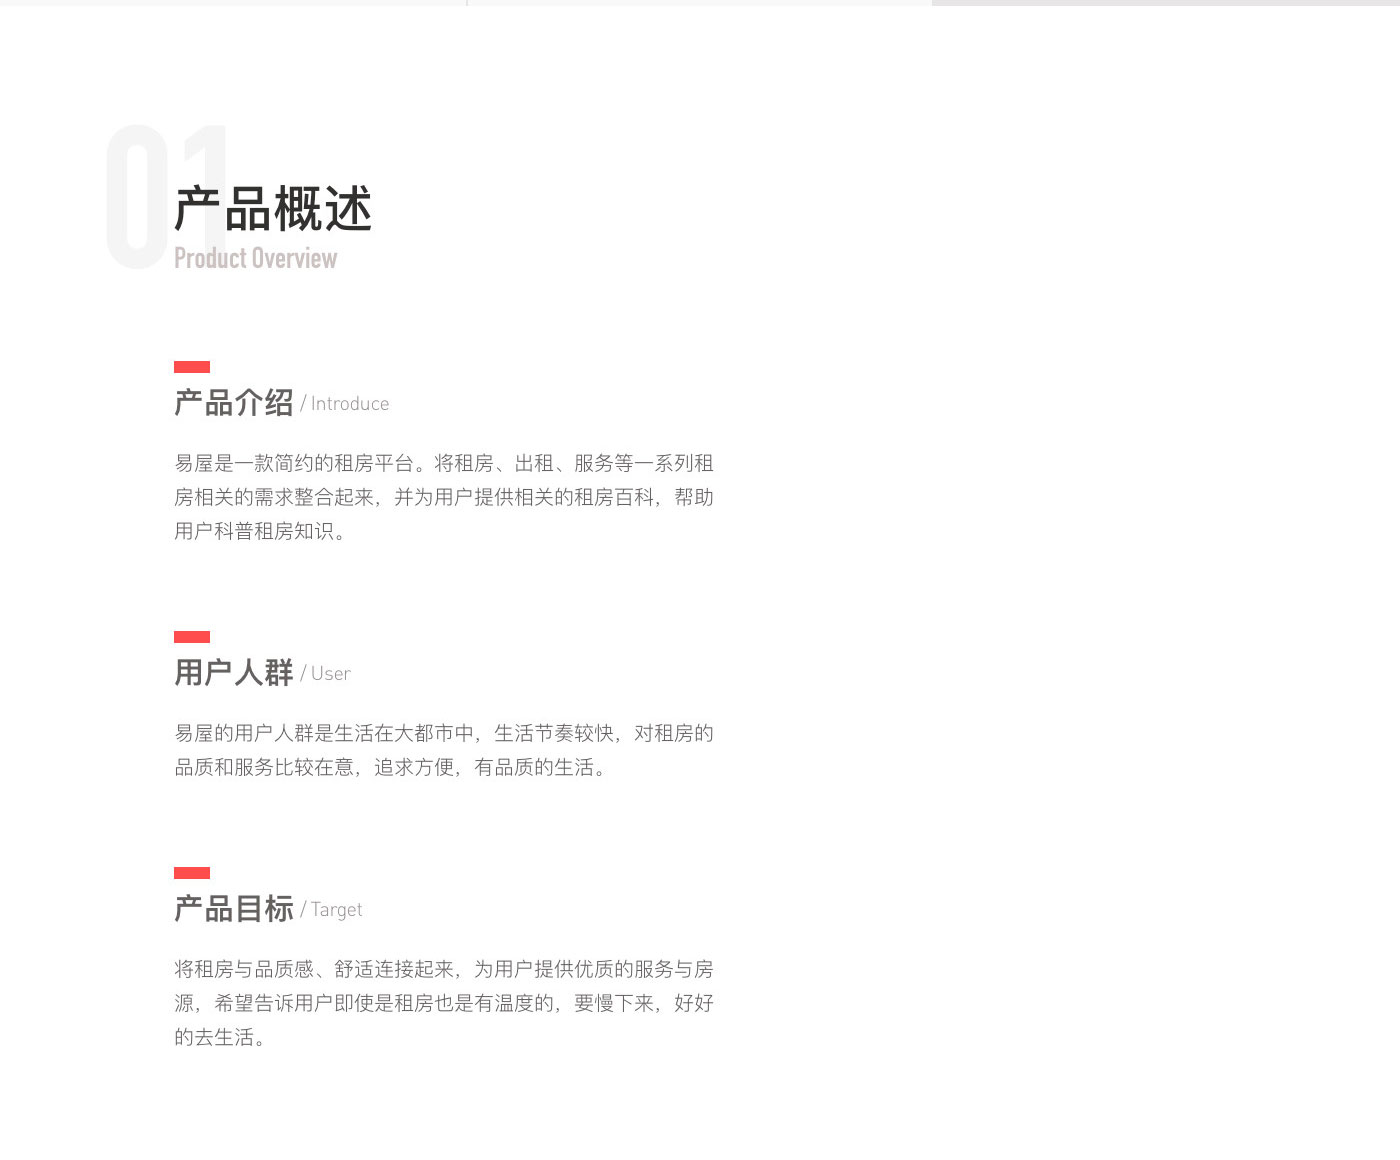 01
产品概述
Product Overview
产品介绍 / Introduce
易屋是一款简约的租房平台。将租房、出租、服务等一系列租
房相关的需求整合起来，并为用户提供相关的租房百科，帮助
用户科普租房知识。
用户人群 / User
易屋的用户人群是生活在大都市中，生活节奏较快，对租房的
品质和服务比较在意，追求方便，有品质的生活。
产品目标 / Target
将租房与品质感、舒适连接起来，为用户提供优质的服务与房
源，希望告诉用户即使是租房也是有温度的，要慢下来，好好
的去生活。